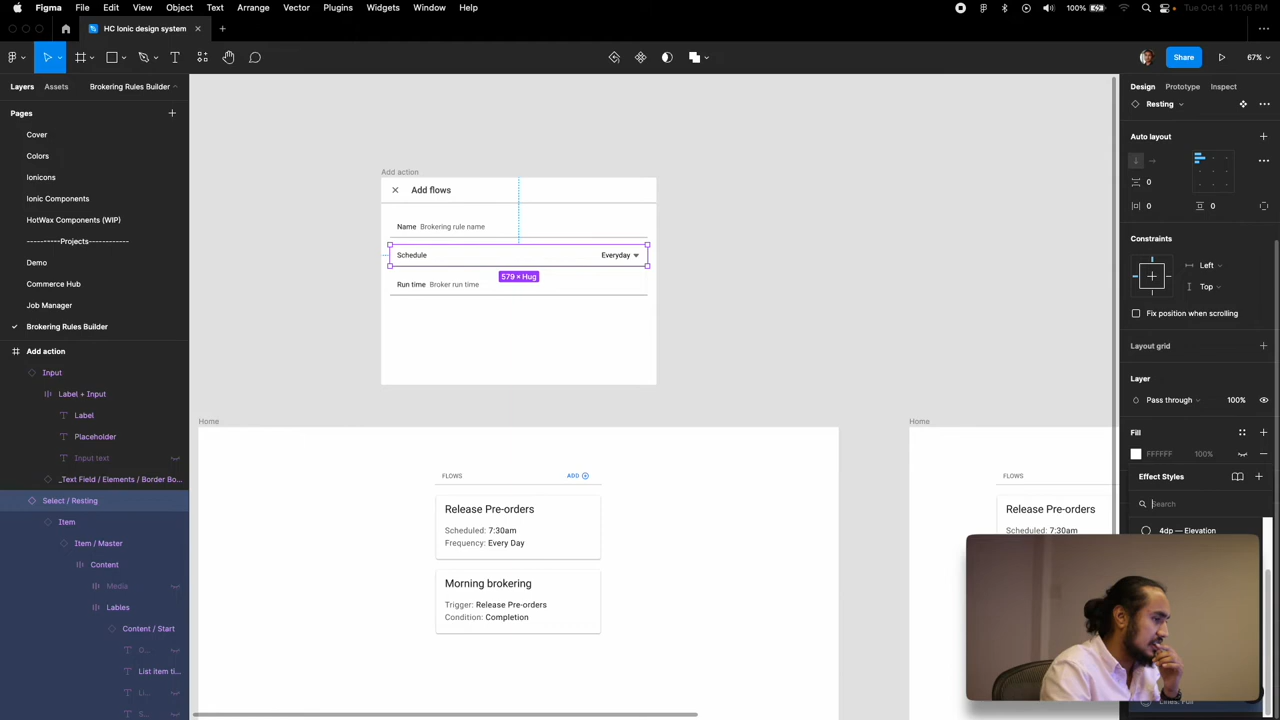 Figma File Edit View Object Text Arrange Vector Plugins Widgets Window Help 100% Tue Oct 4 11:06 PM
HC Ionic design system
Share 67%
Layers Assets Brokering Rules Builder
Pages
Cover
Colors
Ionicons
Ionic Components
HotWax Components (WIP)
----------Projects------------
Demo
Commerce Hub
Job Manager
Brokering Rules Builder
Add action
Input
Label + Input
Label
Placeholder
Input text
_Text Field / Elements / Border Bo...
Select / Resting
Item
Item / Master
Content
Media
Lables
Content / Start
O...
List item ti...
Li...
S...
Add action
Add flows
Name Brokering rule name
Schedule Everyday
579 × Hug
Run time Broker run time
Home
FLOWS ADD
Release Pre-orders
Scheduled: 7:30am
Frequency: Every Day
Morning brokering
Trigger: Release Pre-orders
Condition: Completion
Home
FLOWS
Release Pre-orders
Scheduled: 7:30am
Design Prototype Inspect
Resting
Auto layout
0
0 0
Constraints
Left
Top
Fix position when scrolling
Layout grid
Layer
Pass through 100%
Fill
FFFFFF 100%
Effect Styles
Search
4dp — Elevation